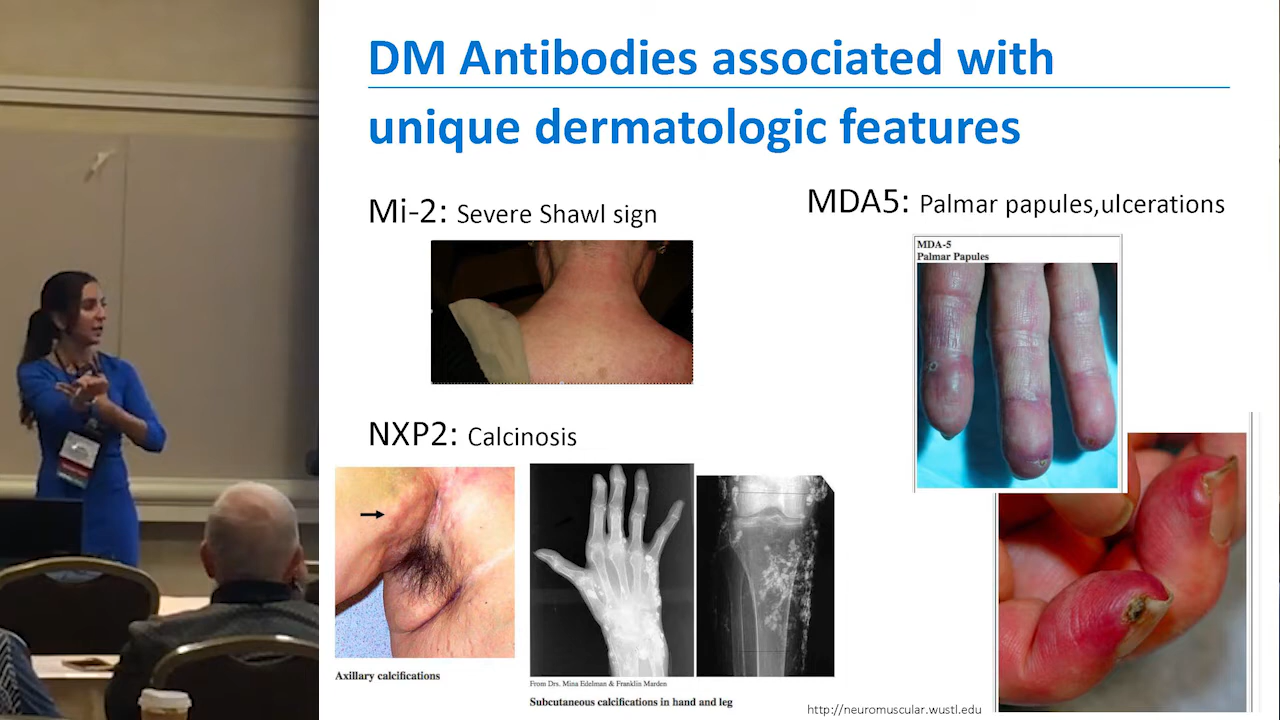 DM Antibodies associated with
unique dermatologic features
Mi-2: Severe Shawl sign
MDA5: Palmar papules,ulcerations
MDA-5
Palmar Papules
NXP2: Calcinosis
Axillary calcifications
From Drs. Mina Edelman & Franklin Marden
Subcutaneous calcifications in hand and leg
http://neuromuscular.wustl.edu